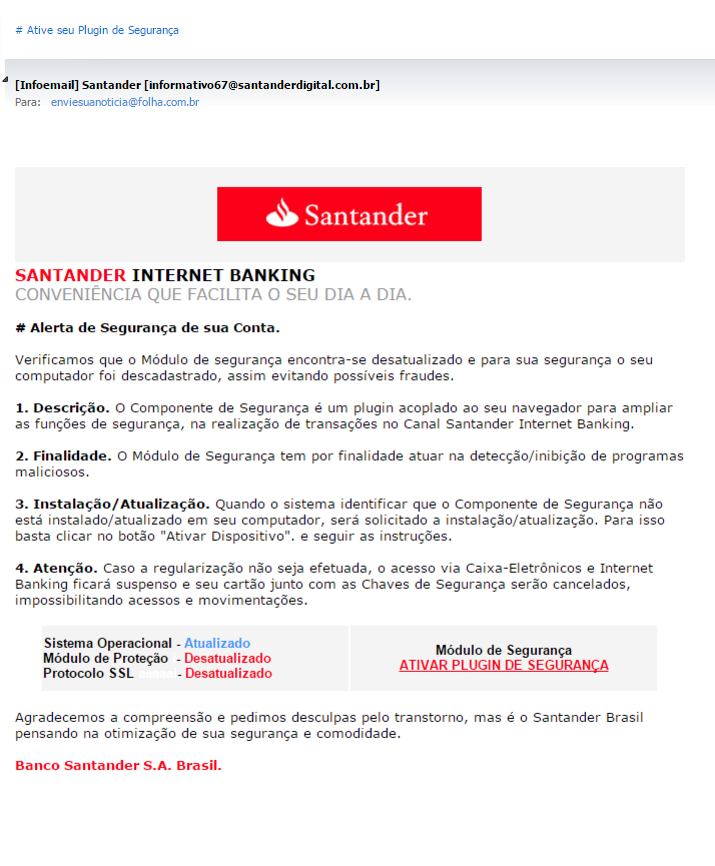 # Ative seu Plugin de Segurança
[Infoemail] Santander [informativo67@santanderdigital.com.br]
Para: enviesuanoticia@folha.com.br
Santander
SANTANDER INTERNET BANKING
CONVENIÊNCIA QUE FACILITA O SEU DIA A DIA.
# Alerta de Segurança de sua Conta.
Verificamos que o Módulo de segurança encontra-se desatualizado e para sua segurança o seu
computador foi descadastrado, assim evitando possíveis fraudes.
1. Descrição. O Componente de Segurança é um plugin acoplado ao seu navegador para ampliar
as funções de segurança, na realização de transações no Canal Santander Internet Banking.
2. Finalidade. O Módulo de Segurança tem por finalidade atuar na detecção/inibição de programas
maliciosos.
3. Instalação/Atualização. Quando o sistema identificar que o Componente de Segurança não
está instalado/atualizado em seu computador, será solicitado a instalação/atualização. Para isso
basta clicar no botão "Ativar Dispositivo". e seguir as instruções.
4. Atenção. Caso a regularização não seja efetuada, o acesso via Caixa-Eletrônicos e Internet
Banking ficará suspenso e seu cartão junto com as Chaves de Segurança serão cancelados,
impossibilitando acessos e movimentações.
Sistema Operacional - Atualizado
Módulo de Proteção - Desatualizado
Protocolo SSL - Desatualizado
Módulo de Segurança
ATIVAR PLUGIN DE SEGURANÇA
Agradecemos a compreensão e pedimos desculpas pelo transtorno, mas é o Santander Brasil
pensando na otimização de sua segurança e comodidade.
Banco Santander S.A. Brasil.